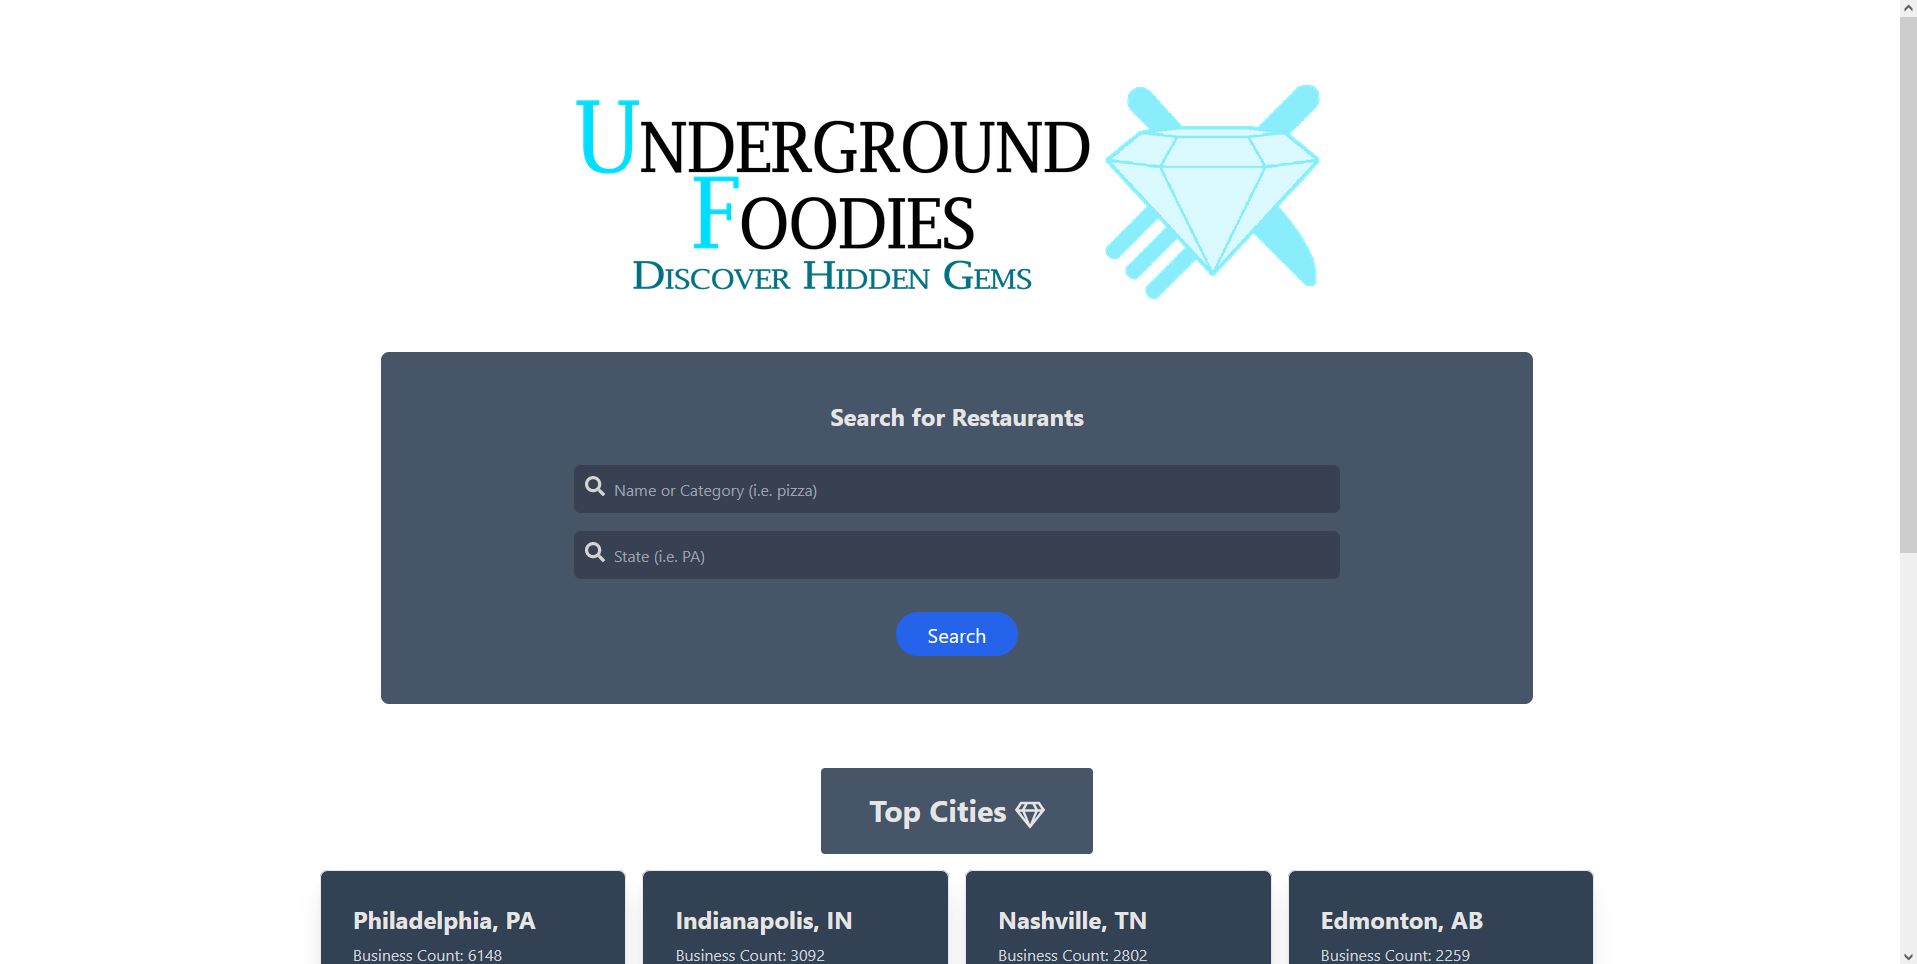 UNDERGROUND
FOODIES
DISCOVER HIDDEN GEMS
Search for Restaurants
Name or Category (i.e. pizza)
State (i.e. PA)
Search
Top Cities
Philadelphia, PA
Business Count: 6148
Indianapolis, IN
Business Count: 3092
Nashville, TN
Business Count: 2802
Edmonton, AB
Business Count: 2259